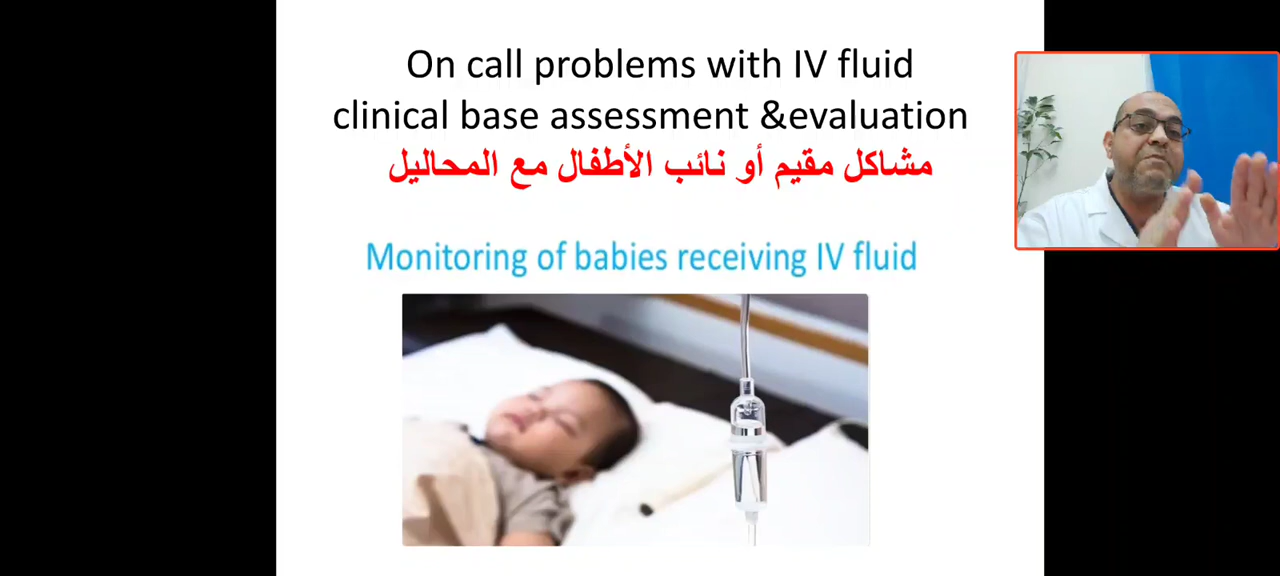 On call problems with IV fluid
clinical base assessment &evaluation
مشاكل مقيم أو نائب الأطفال مع المحاليل
Monitoring of babies receiving IV fluid